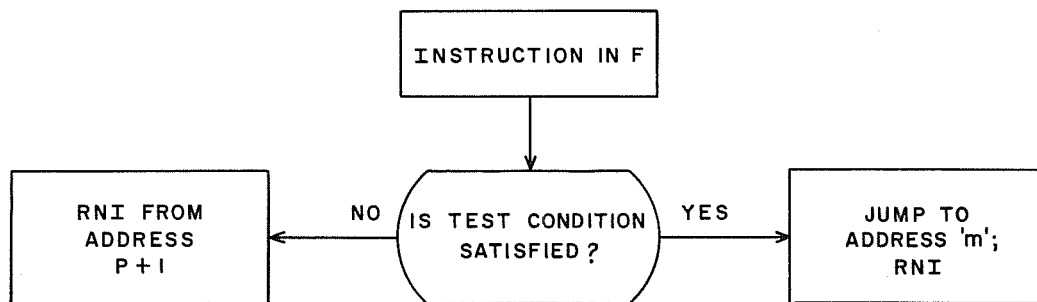 INSTRUCTION IN F
RNI FROM
ADDRESS
P+1
NO
IS TEST CONDITION
SATISFIED?
YES
JUMP TO
ADDRESS 'm';
RNI